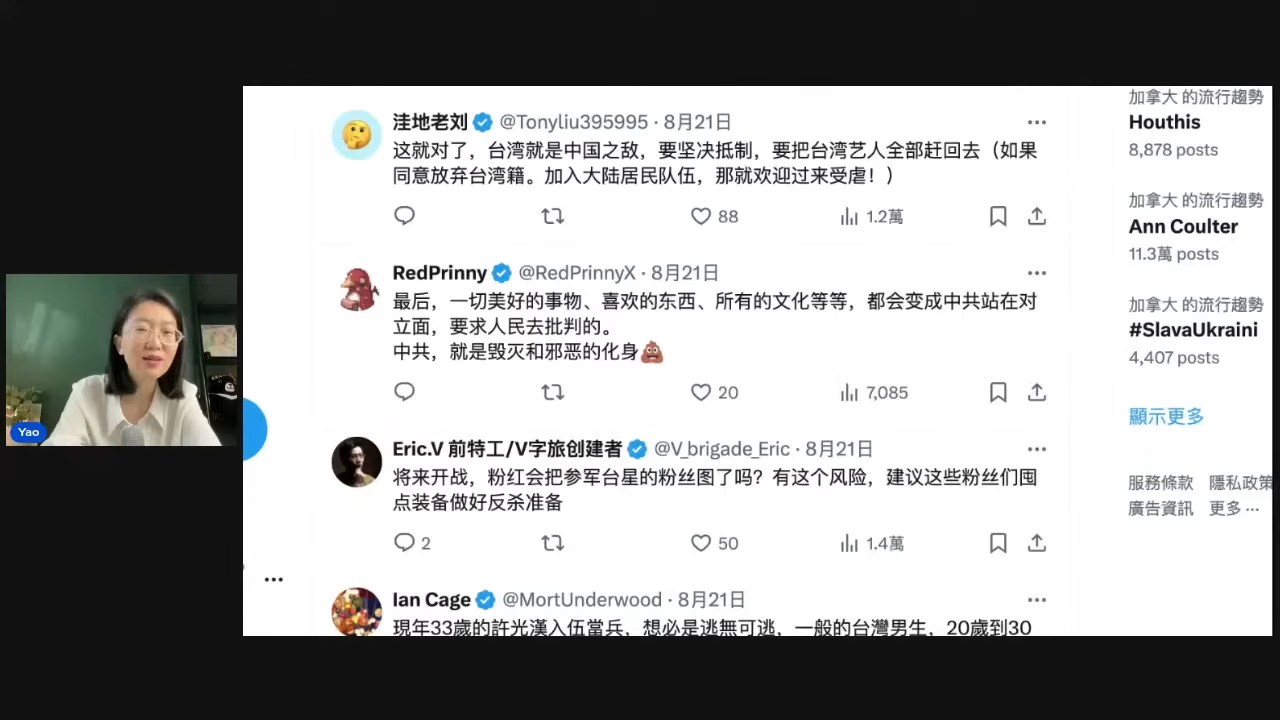 洼地老刘 @Tonyliu395995 · 8月21日
这就对了，台湾就是中国之敌，要坚决抵制，要把台湾艺人全部赶回去（如果
同意放弃台湾籍。加入大陆居民队伍，那就欢迎过来受虐！）
88 1.2萬
RedPrinny @RedPrinnyX · 8月21日
最后，一切美好的事物、喜欢的东西、所有的文化等等，都会变成中共站在对
立面，要求人民去批判的。
中共，就是毁灭和邪恶的化身💩
20 7,085
Eric.V 前特工/V字旅创建者 @V_brigade_Eric · 8月21日
将来开战，粉红会把参军台星的粉丝图了吗？有这个风险，建议这些粉丝们囤
点装备做好反杀准备
2 50 1.4萬
Ian Cage @MortUnderwood · 8月21日
現年33歲的許光漢入伍當兵，想必是逃無可逃，一般的台灣男生，20歲到30
加拿大 的流行趨勢
Houthis
8,878 posts
加拿大 的流行趨勢
Ann Coulter
11.3萬 posts
加拿大 的流行趨勢
#SlavaUkraini
4,407 posts
顯示更多
服務條款 隱私政策
廣告資訊 更多 ···
Yao